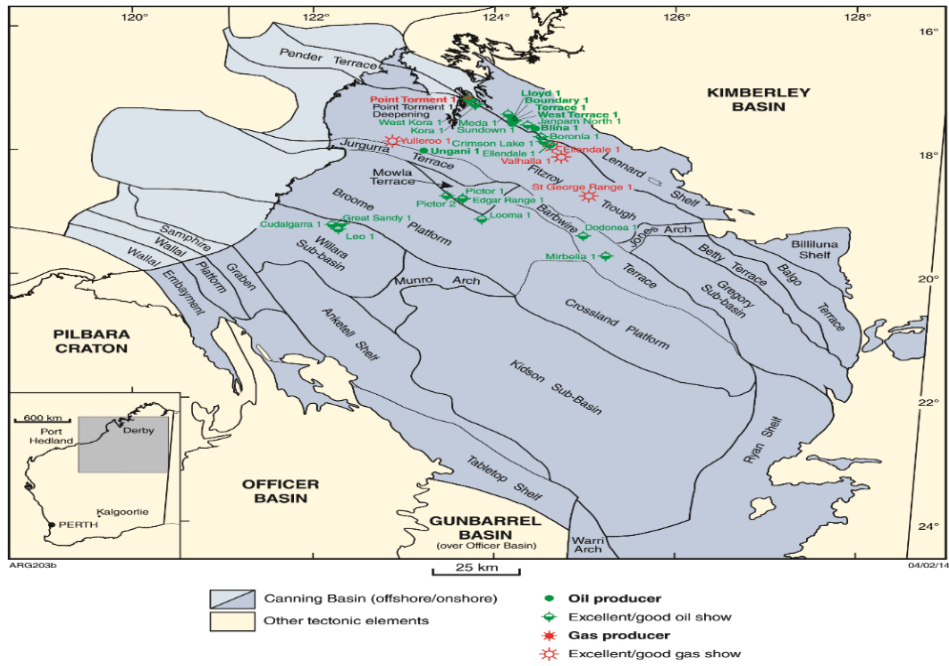 120°
122°
124°
126°
128°
16°
Pender Terrace
KIMBERLEY
BASIN
Lloyd 1
Boundary 1
Terrace 1
West Terrace 1
Janpam North 1
Blina 1
Point Torment 1
Point Torment
Deepening
West Kora 1
Kora 1
Meda 1
Sundown 1
Boronia 1
Crimson Lake 1
Ellendale 1
Ellendale 1
Valhalla 1
Yulleroo 1
Ungani 1
Jurgurra
Terrace
Fitzroy
Trough
Lennard
Shelf
18°
St George Range 1
Mowla
Terrace
Pictor 1
Edgar Range 1
Pictor 2
Looma 1
Broome
Platform
Barbwire
Terrace
Dodonea 1
Mirbelia 1
Jones
Arch
Great Sandy 1
Cudalgarra 1
Leo 1
Willara
Sub-basin
Samphire
Graben
Wallal
Platform
Wallal
Embayment
Munro Arch
Billiluna
Shelf
Betty Terrace
Balgo
Terrace
Gregory
Sub-basin
20°
Crossland Platform
Anketell Shelf
Kidson Sub-Basin
PILBARA
CRATON
22°
Ryan Shelf
Tabletop Shelf
OFFICER
BASIN
GUNBARREL
BASIN
(over Officer Basin)
Warri
Arch
24°
600 km
Port
Hedland
Derby
Kalgoorlie
PERTH
ARG203b
04/02/14
25 km
Canning Basin (offshore/onshore)
Other tectonic elements
Oil producer
Excellent/good oil show
Gas producer
Excellent/good gas show